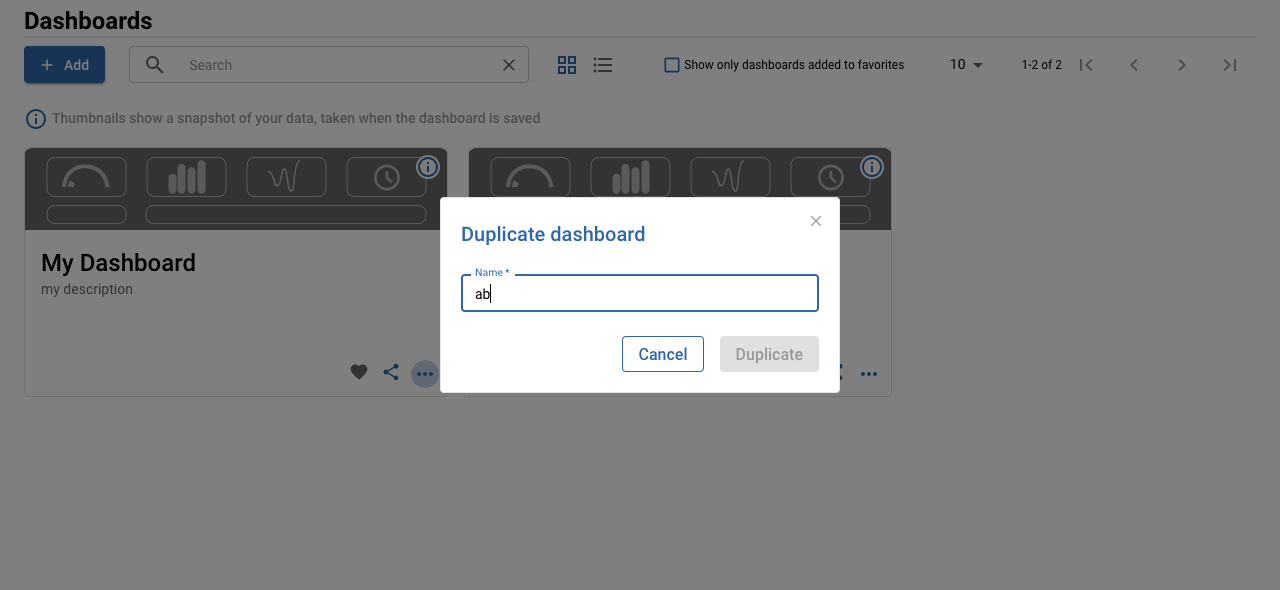 Dashboards
Add
Search
Show only dashboards added to favorites
10
1-2 of 2
Thumbnails show a snapshot of your data, taken when the dashboard is saved
My Dashboard
my description
Duplicate dashboard
Name *
ab
Cancel
Duplicate